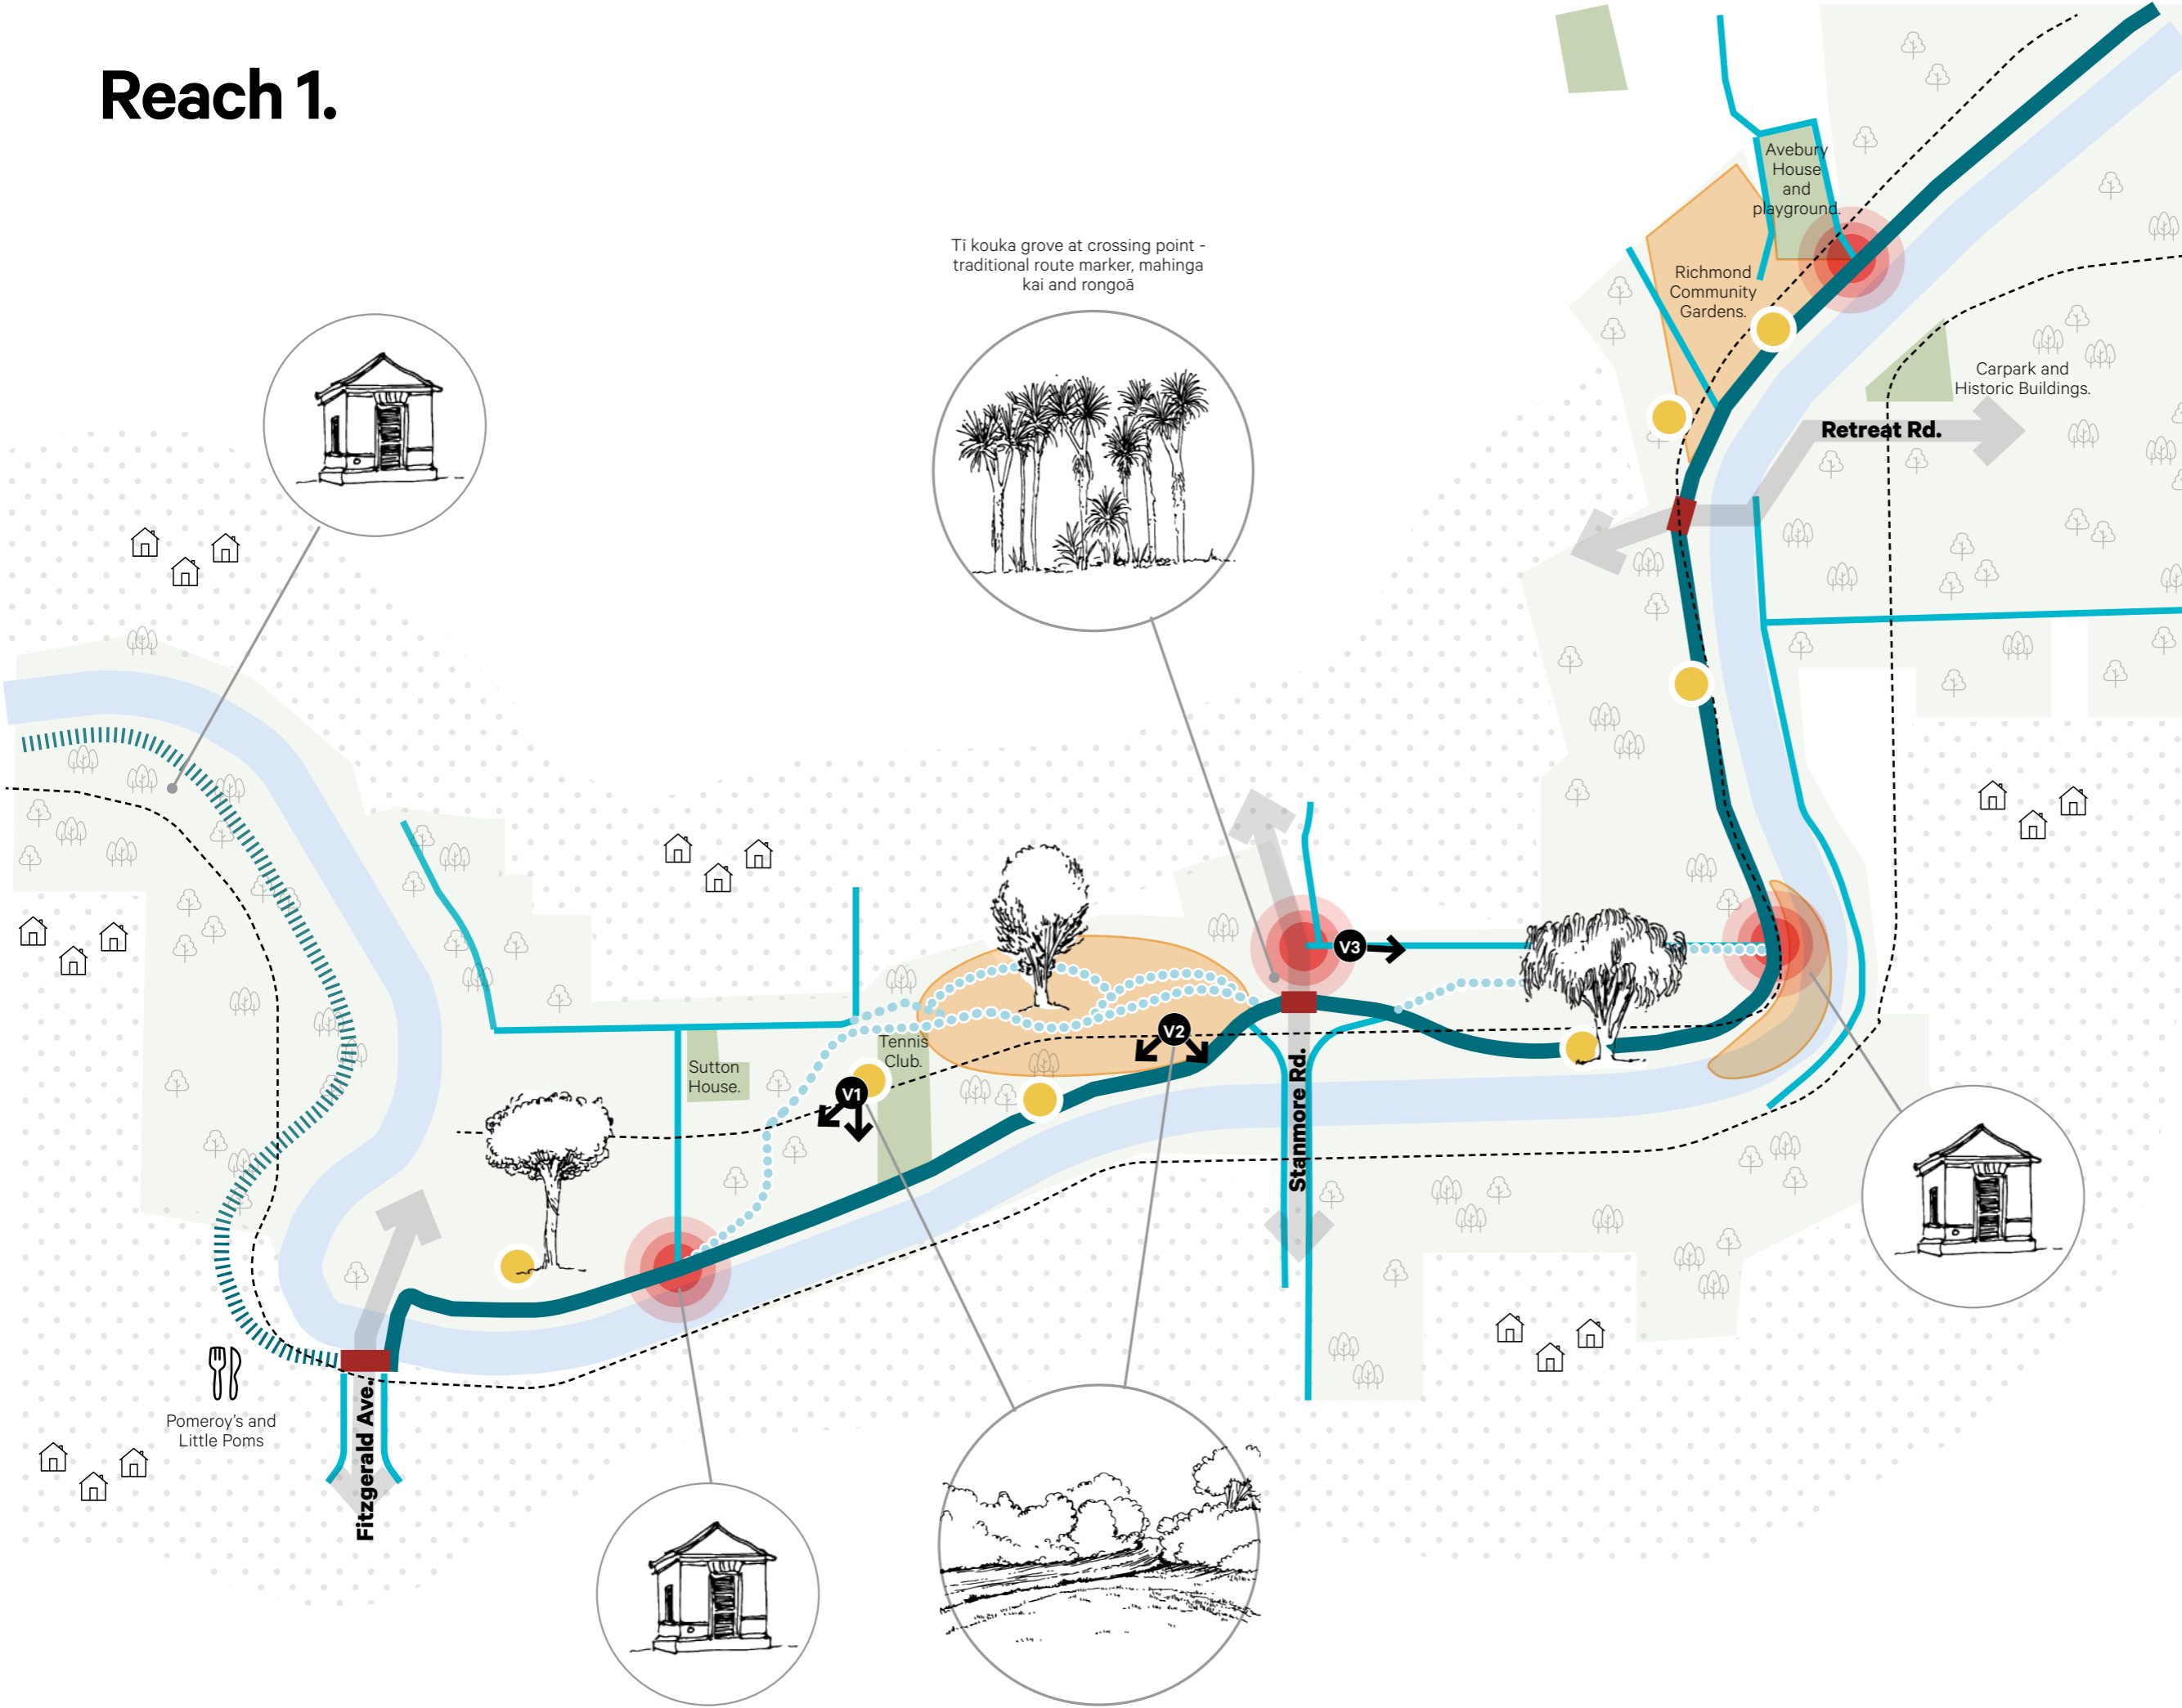 Reach 1.
Avebury
House
and
playground.
Tī kouka grove at crossing point -
traditional route marker, mahinga
kai and rongoā
Richmond
Community
Gardens.
Carpark and
Historic Buildings.
Retreat Rd.
V3
V2
Tennis
Club.
Sutton
House.
V1
Stanmore Rd.
Pomeroy's and
Little Poms
Fitzgerald Ave.